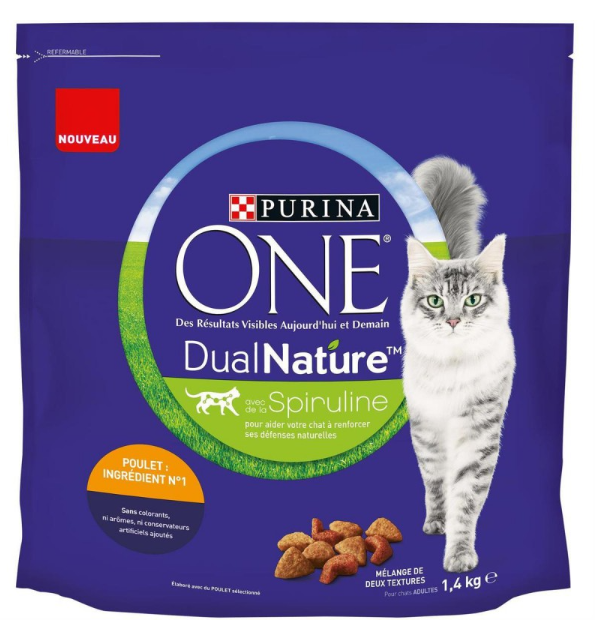 REFERMABLE
NOUVEAU
PURINA
ONE®
Des Résultats Visibles Aujourd'hui et Demain
DualNature™
avec
de la Spiruline
pour aider votre chat à renforcer
ses défenses naturelles
POULET :
INGRÉDIENT N°1
Sans colorants,
ni arômes, ni conservateurs
artificiels ajoutés
Élaboré avec du POULET sélectionné
MÉLANGE DE
DEUX TEXTURES
Pour chats ADULTES
1,4 kg e